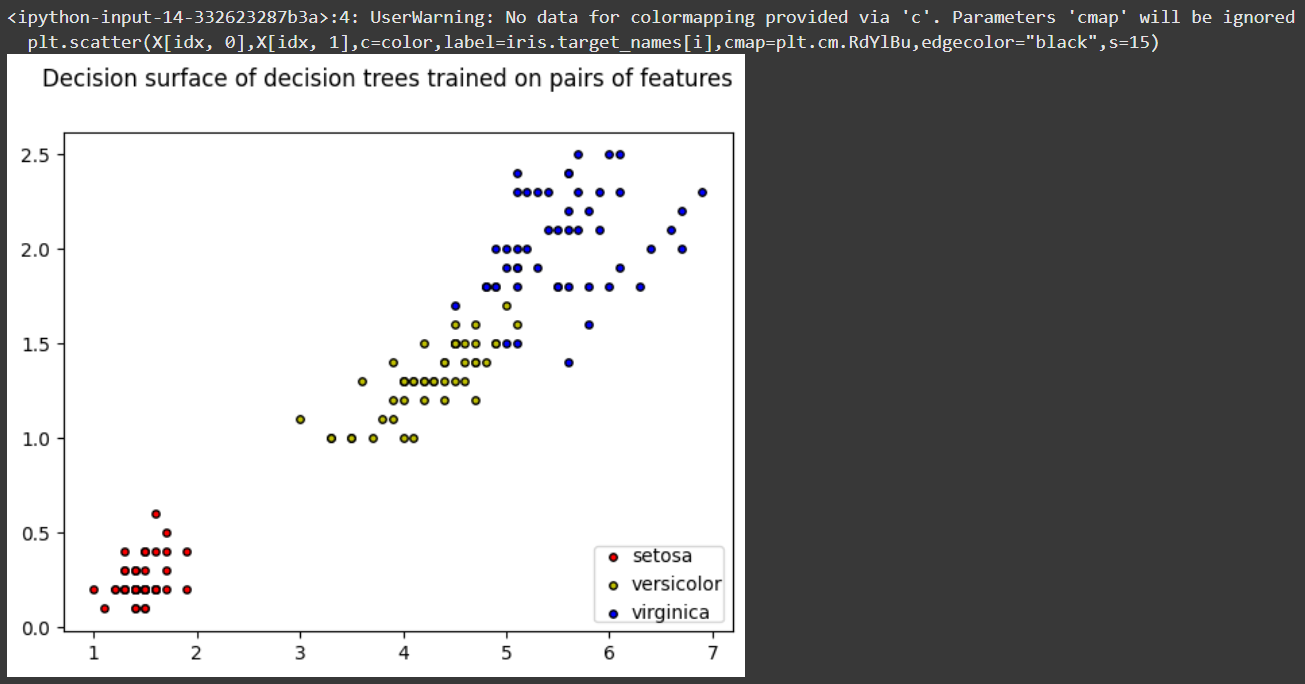 <ipython-input-14-332623287b3a>:4: UserWarning: No data for colormapping provided via 'c'. Parameters 'cmap' will be ignored
plt.scatter(X[idx, 0],X[idx, 1],c=color,label=iris.target_names[i],cmap=plt.cm.RdYlBu,edgecolor="black",s=15)
Decision surface of decision trees trained on pairs of features
2.5
2.0
1.5
1.0
0.5
0.0
setosa
versicolor
virginica
1 2 3 4 5 6 7